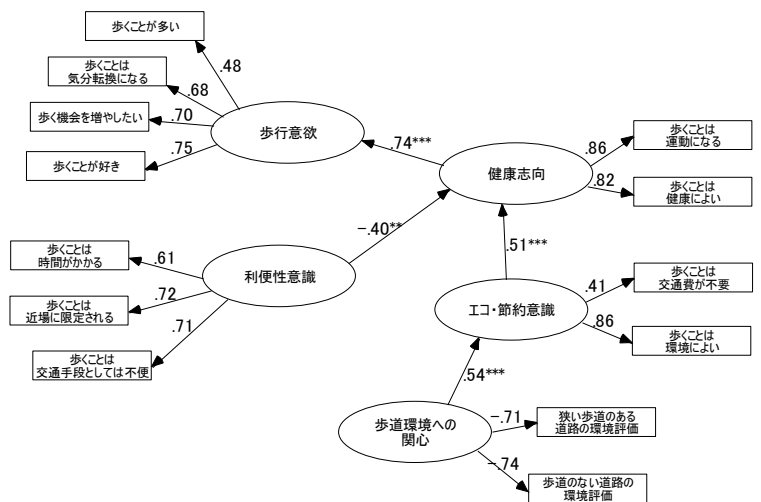 歩くことが多い
.48
歩くことは
気分転換になる
.68
歩く機会を増やしたい
.70
歩くことが好き
.75
歩行意欲
.74***
健康志向
.86
歩くことは
運動になる
.82
歩くことは
健康によい
-.40**
.51***
歩くことは
時間がかかる
.61
歩くことは
近場に限定される
.72
歩くことは
交通手段としては不便
.71
利便性意識
エコ・節約意識
.41
歩くことは
交通費が不要
.86
歩くことは
環境によい
.54***
歩道環境への
関心
-.71
狭い歩道のある
道路の環境評価
-.74
歩道のない道路の
環境評価